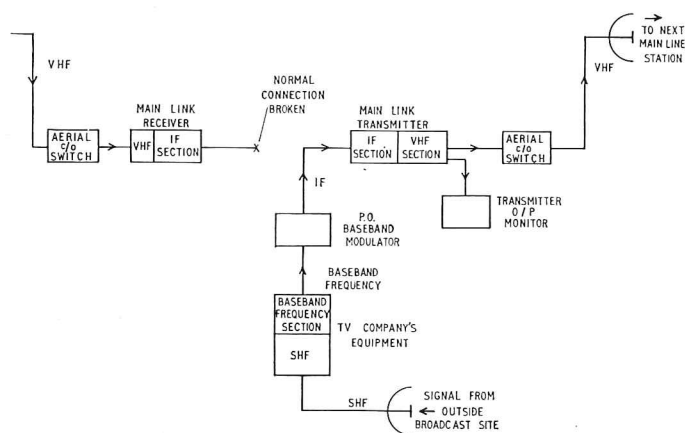 VHF
AERIAL
c/o
SWITCH
MAIN LINK
RECEIVER
VHF
IF
SECTION
NORMAL
CONNECTION
BROKEN
MAIN LINK
TRANSMITTER
IF
SECTION
VHF
SECTION
AERIAL
c/o
SWITCH
VHF
TO NEXT
MAIN LINE
STATION
TRANSMITTER
O/P
MONITOR
IF
P.O.
BASEBAND
MODULATOR
BASEBAND
FREQUENCY
BASEBAND
FREQUENCY
SECTION
SHF
TV COMPANY'S
EQUIPMENT
SHF
SIGNAL FROM
OUTSIDE
BROADCAST SITE